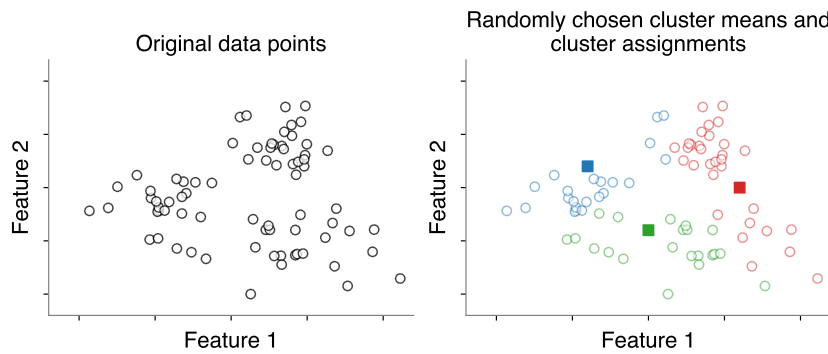 Original data points
Randomly chosen cluster means and
cluster assignments
Feature 2
Feature 1
Feature 2
Feature 1